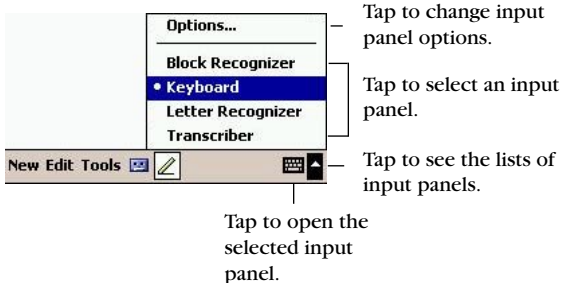 Options...
Tap to change input
panel options.
Block Recognizer
Keyboard
Letter Recognizer
Transcriber
Tap to select an input
panel.
New Edit Tools
Tap to see the lists of
input panels.
Tap to open the
selected input
panel.